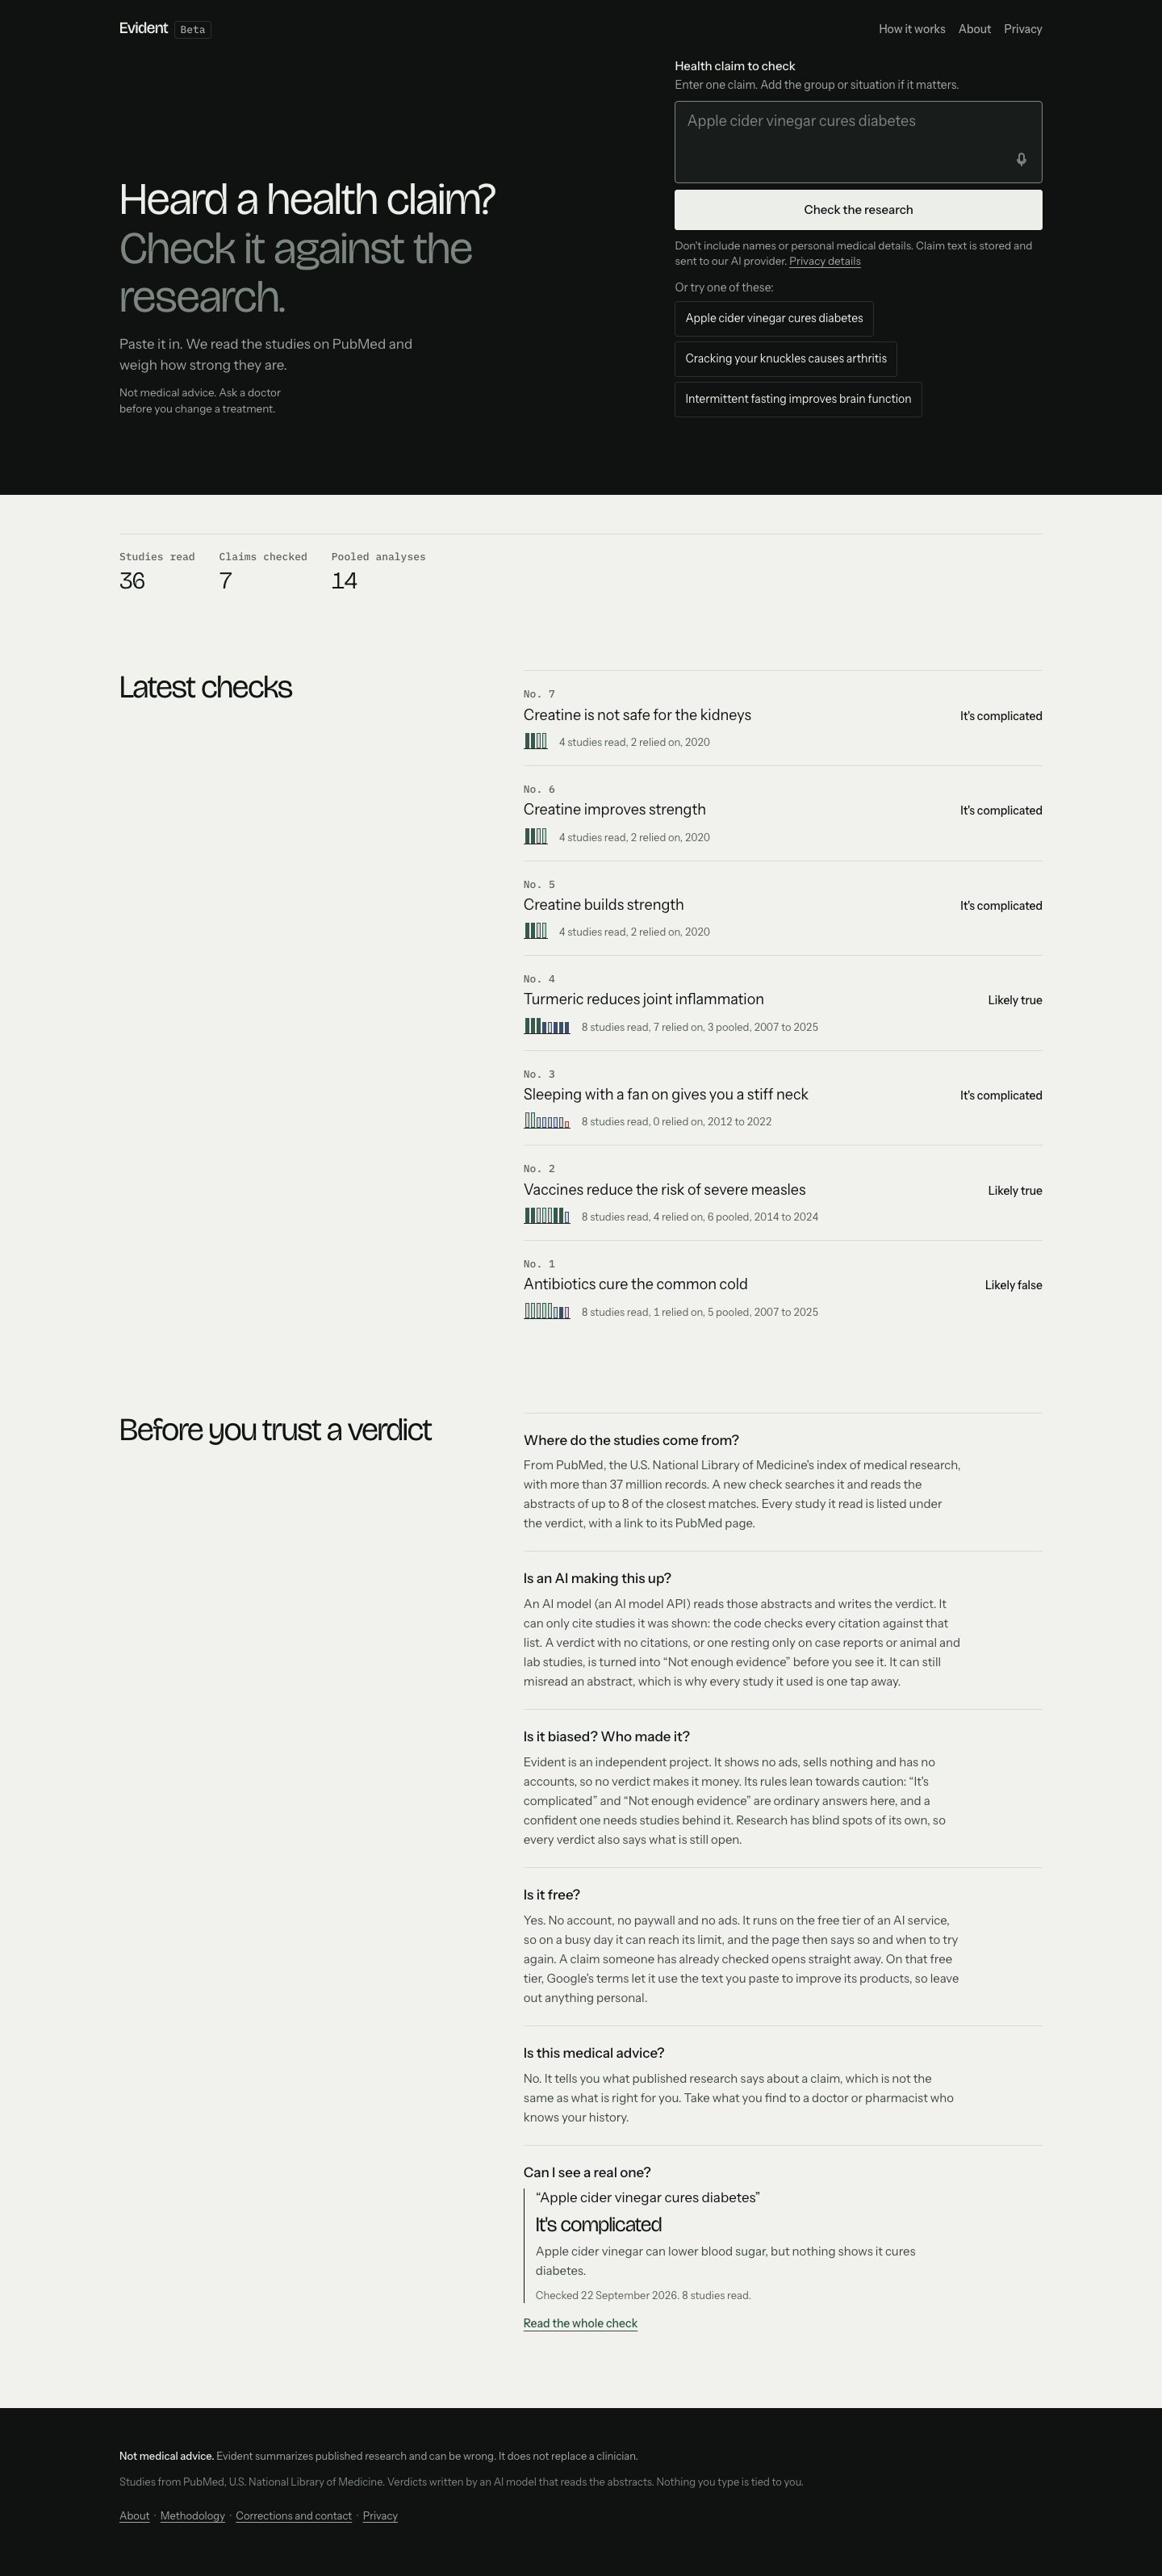 Evident Beta
How it works About Privacy
Health claim to check
Enter one claim. Add the group or situation if it matters.
Apple cider vinegar cures diabetes
Check the research
Don't include names or personal medical details. Claim text is stored and
sent to our AI provider. Privacy details
Or try one of these:
Apple cider vinegar cures diabetes
Cracking your knuckles causes arthritis
Intermittent fasting improves brain function
Heard a health claim?
Check it against the
research.
Paste it in. We read the studies on PubMed and
weigh how strong they are.
Not medical advice. Ask a doctor
before you change a treatment.
Studies read Claims checked Pooled analyses
36 7 14
Latest checks
No. 7
Creatine is not safe for the kidneys It's complicated
4 studies read, 2 relied on, 2020
No. 6
Creatine improves strength It's complicated
4 studies read, 2 relied on, 2020
No. 5
Creatine builds strength It's complicated
4 studies read, 2 relied on, 2020
No. 4
Turmeric reduces joint inflammation Likely true
8 studies read, 7 relied on, 3 pooled, 2007 to 2025
No. 3
Sleeping with a fan on gives you a stiff neck It's complicated
8 studies read, 0 relied on, 2012 to 2022
No. 2
Vaccines reduce the risk of severe measles Likely true
8 studies read, 4 relied on, 6 pooled, 2014 to 2024
No. 1
Antibiotics cure the common cold Likely false
8 studies read, 1 relied on, 5 pooled, 2007 to 2025
Before you trust a verdict
Where do the studies come from?
From PubMed, the U.S. National Library of Medicine's index of medical research,
with more than 37 million records. A new check searches it and reads the
abstracts of up to 8 of the closest matches. Every study it read is listed under
the verdict, with a link to its PubMed page.
Is an AI making this up?
An AI model (an AI model API) reads those abstracts and writes the verdict. It
can only cite studies it was shown: the code checks every citation against that
list. A verdict with no citations, or one resting only on case reports or animal and
lab studies, is turned into “Not enough evidence” before you see it. It can still
misread an abstract, which is why every study it used is one tap away.
Is it biased? Who made it?
Evident is an independent project. It shows no ads, sells nothing and has no
accounts, so no verdict makes it money. Its rules lean towards caution: “It's
complicated” and “Not enough evidence” are ordinary answers here, and a
confident one needs studies behind it. Research has blind spots of its own, so
every verdict also says what is still open.
Is it free?
Yes. No account, no paywall and no ads. It runs on the free tier of an AI service,
so on a busy day it can reach its limit, and the page then says so and when to try
again. A claim someone has already checked opens straight away. On that free
tier, Google's terms let it use the text you paste to improve its products, so leave
out anything personal.
Is this medical advice?
No. It tells you what published research says about a claim, which is not the
same as what is right for you. Take what you find to a doctor or pharmacist who
knows your history.
Can I see a real one?
“Apple cider vinegar cures diabetes”
It's complicated
Apple cider vinegar can lower blood sugar, but nothing shows it cures
diabetes.
Checked 22 September 2026. 8 studies read.
Read the whole check
Not medical advice. Evident summarizes published research and can be wrong. It does not replace a clinician.
Studies from PubMed, U.S. National Library of Medicine. Verdicts written by an AI model that reads the abstracts. Nothing you type is tied to you.
About · Methodology · Corrections and contact · Privacy